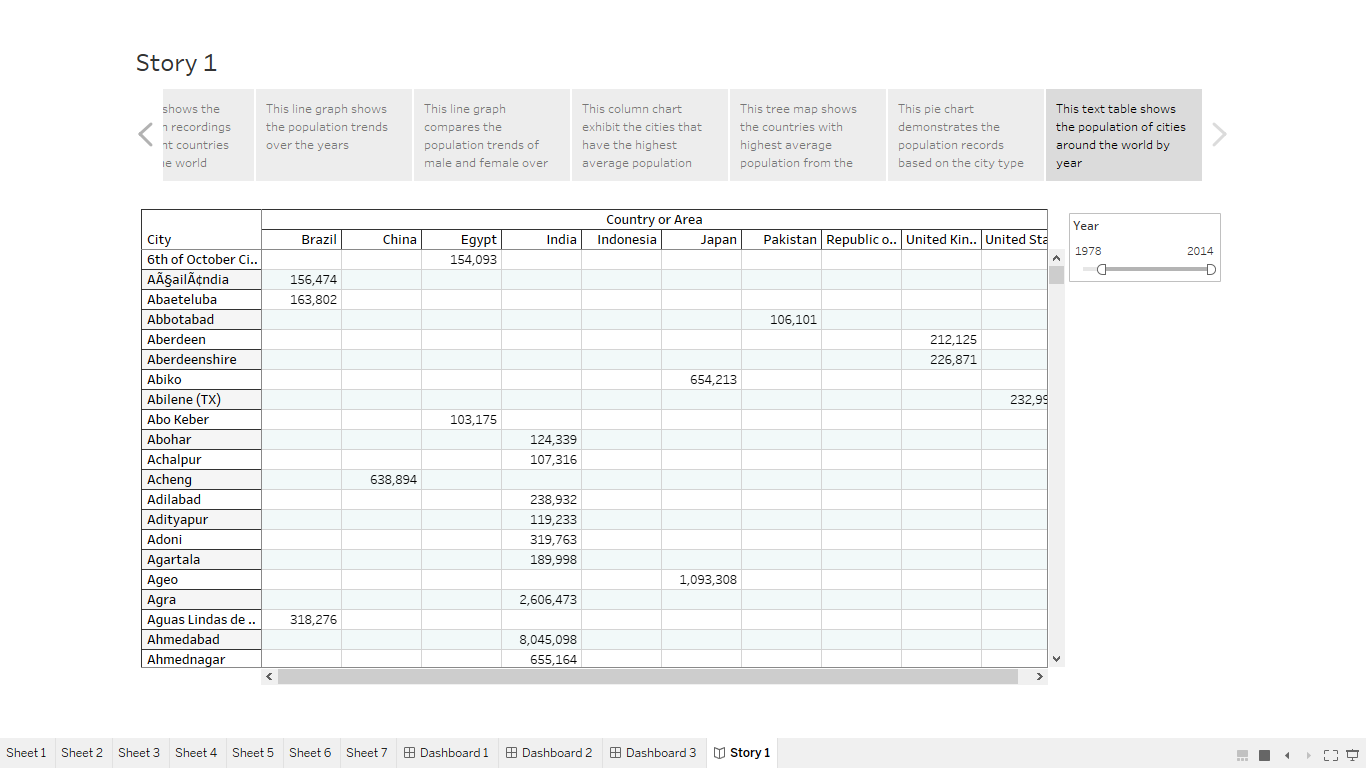 Story 1
shows the
recordings
countries
world
This line graph shows
the population trends
over the years
This line graph
compares the
population trends of
male and female over
This column chart
exhibit the cities that
have the highest
average population
This tree map shows
the countries with
highest average
population from the
This pie chart
demonstrates the
population records
based on the city type
This text table shows
the population of cities
around the world by
year
Country or Area
City Brazil China Egypt India Indonesia Japan Pakistan Republic o.. United Kin.. United Sta
6th of October Ci.. 154,093
AÃ§ailÃ¢ndia 156,474
Abaeteluba 163,802
Abbotabad 106,101
Aberdeen 212,125
Aberdeenshire 226,871
Abiko 654,213
Abilene (TX) 232,99
Abo Keber 103,175
Abohar 124,339
Achalpur 107,316
Acheng 638,894
Adilabad 238,932
Adityapur 119,233
Adoni 319,763
Agartala 189,998
Ageo 1,093,308
Agra 2,606,473
Aguas Lindas de .. 318,276
Ahmedabad 8,045,098
Ahmednagar 655,164
Year
1978 2014
Sheet 1 Sheet 2 Sheet 3 Sheet 4 Sheet 5 Sheet 6 Sheet 7 Dashboard 1 Dashboard 2 Dashboard 3 Story 1